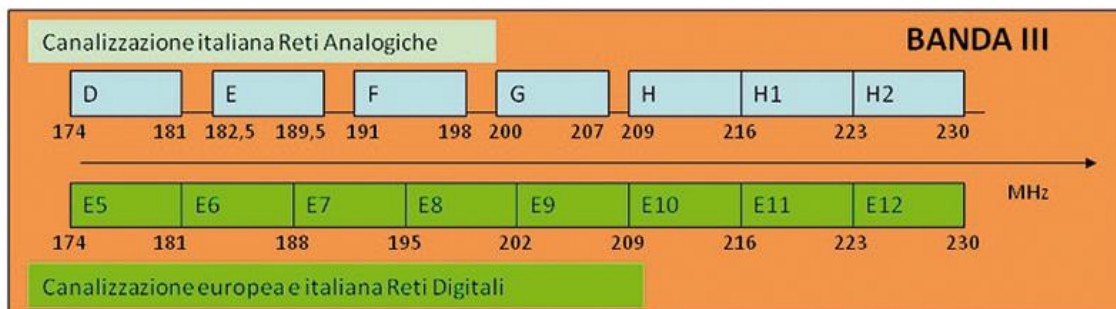 Canalizzazione italiana Reti Analogiche
BANDA III
D E F G H H1 H2
174 181 182,5 189,5 191 198 200 207 209 216 223 230
MHz
E5 E6 E7 E8 E9 E10 E11 E12
174 181 188 195 202 209 216 223 230
Canalizzazione europea e italiana Reti Digitali